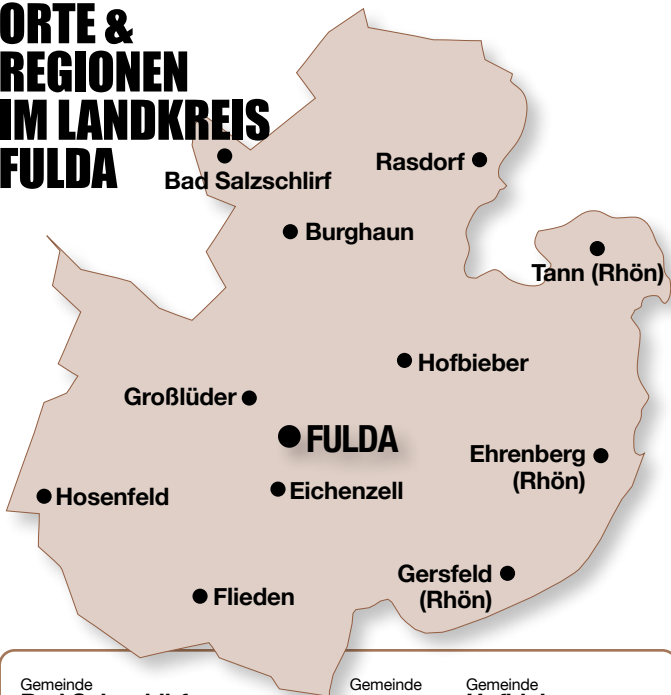 ORTE &
REGIONEN
IM LANDKREIS
FULDA
Bad Salzschlirf
Rasdorf
Burghaun
Tann (Rhön)
Hofbieber
Großlüder
FULDA
Ehrenberg
(Rhön)
Hosenfeld
Eichenzell
Gersfeld
(Rhön)
Flieden
Gemeinde
Gemeinde
Gemeinde